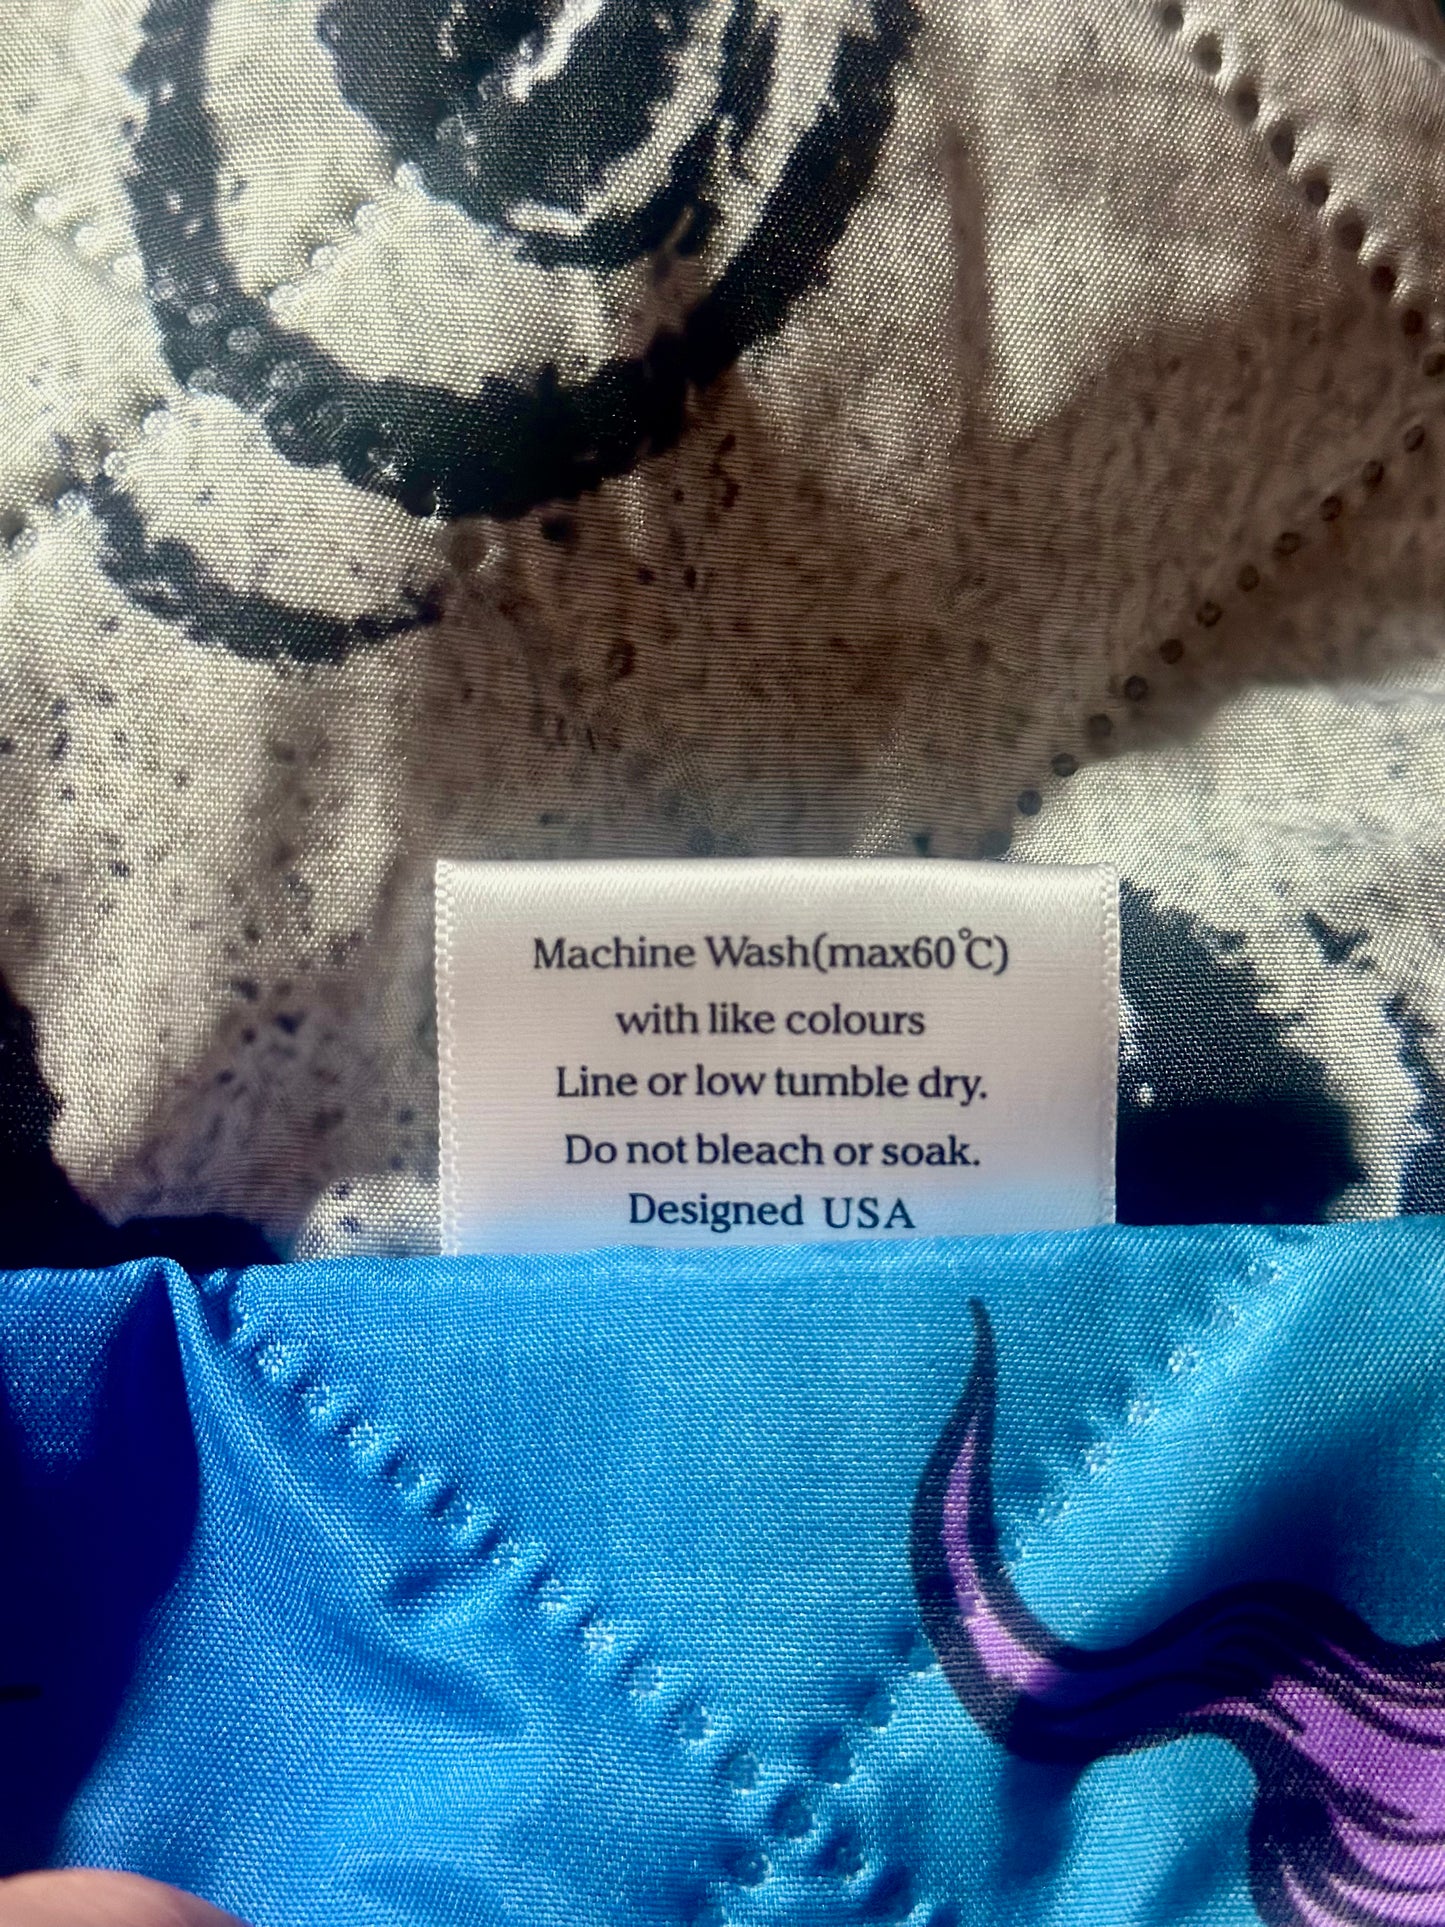 Machine Wash(max60℃)
with like colours
Line or low tumble dry.
Do not bleach or soak.
Designed USA